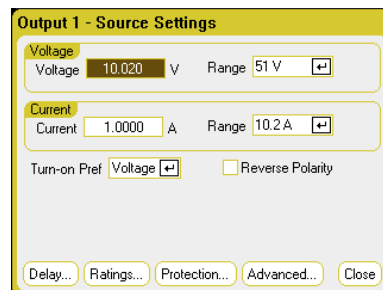 Output 1 - Source Settings
Voltage
Voltage 10.020 V Range 51 V
Current
Current 1.0000 A Range 10.2 A
Turn-on Pref Voltage Reverse Polarity
Delay... Ratings... Protection... Advanced... Close